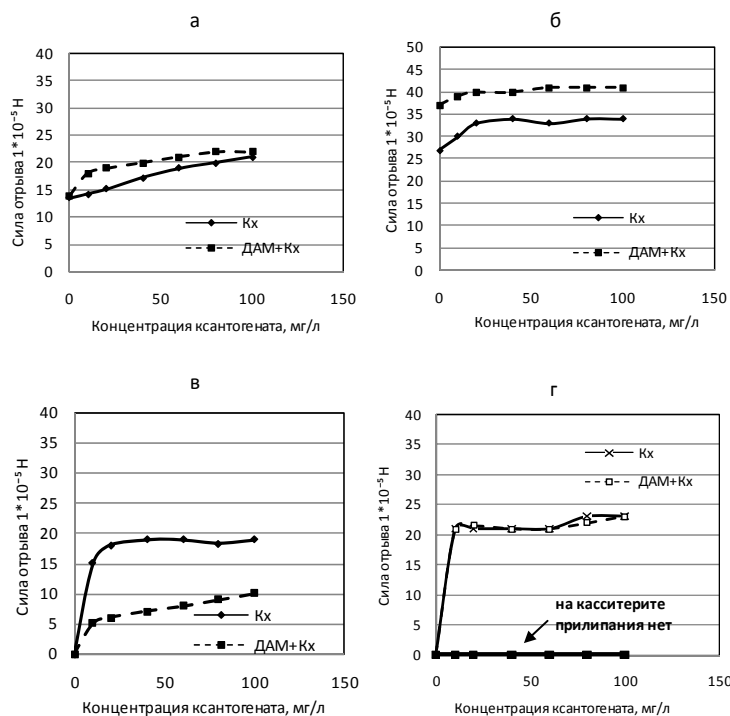 а
Сила отрыва 1*10⁻⁵ Н
40
35
30
25
20
15
10
5
0
Кх
ДАМ+Кх
0 50 100 150
Концентрация ксантогената, мг/л
б
Сила отрыва 1*10⁻⁵ Н
50
45
40
35
30
25
20
15
10
5
0
Кх
ДАМ+Кх
0 50 100 150
Концентрация ксантогената, мг/л
в
Сила отрыва 1*10⁻⁵ Н
40
35
30
25
20
15
10
5
0
Кх
ДАМ+Кх
0 50 100 150
Концентрация ксантогената, мг/л
г
Сила отрыва 1*10⁻⁵ Н
40
35
30
25
20
15
10
5
0
Кх
ДАМ+Кх
на касситерите
прилипания нет
0 50 100 150
Концентрация ксантогената, мг/л